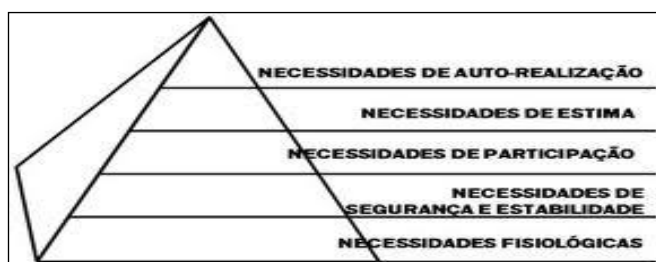 NECESSIDADES DE AUTO-REALIZAÇÃO
NECESSIDADES DE ESTIMA
NECESSIDADES DE PARTICIPAÇÃO
NECESSIDADES DE
SEGURANÇA E ESTABILIDADE
NECESSIDADES FISIOLÓGICAS